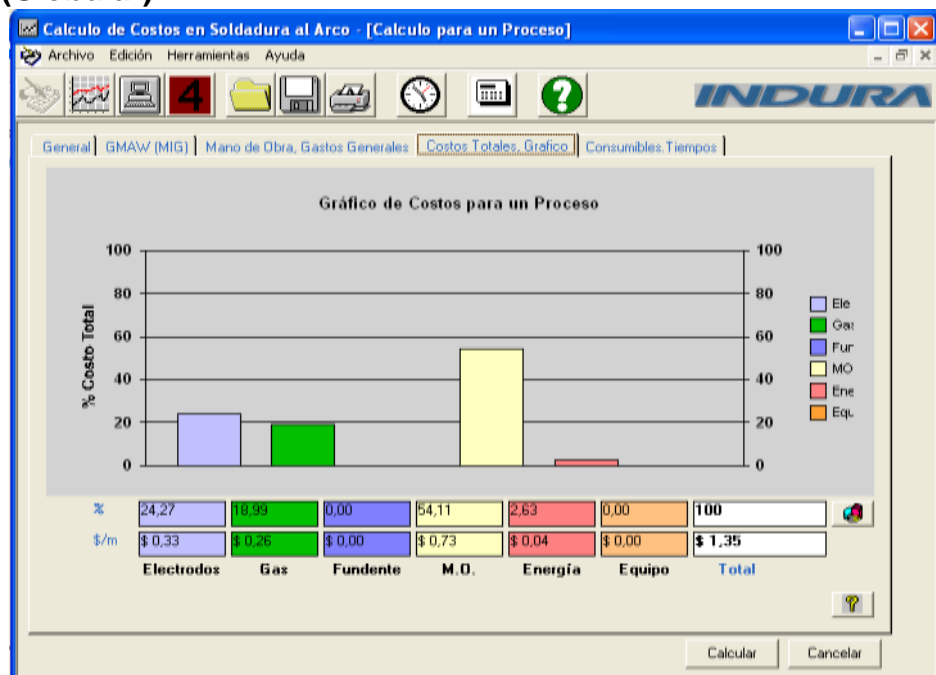 (Globular)
Calculo de Costos en Soldadura al Arco - [Calculo para un Proceso]
Archivo Edición Herramientas Ayuda
4 ? INDURA
General GMAW (MIG) Mano de Obra, Gastos Generales Costos Totales, Grafico Consumibles.Tiempos
Gráfico de Costos para un Proceso
% Costo Total
100 100
80 80
60 60
40 40
20 20
0 0
Ele
Gas
Fur
MO
Ene
Equ
% 24,27 18,99 0,00 54,11 2,63 0,00 100
$/m $ 0,33 $ 0,26 $ 0,00 $ 0,73 $ 0,04 $ 0,00 $ 1,35
Electrodos Gas Fundente M.O. Energía Equipo Total
?
Calcular Cancelar